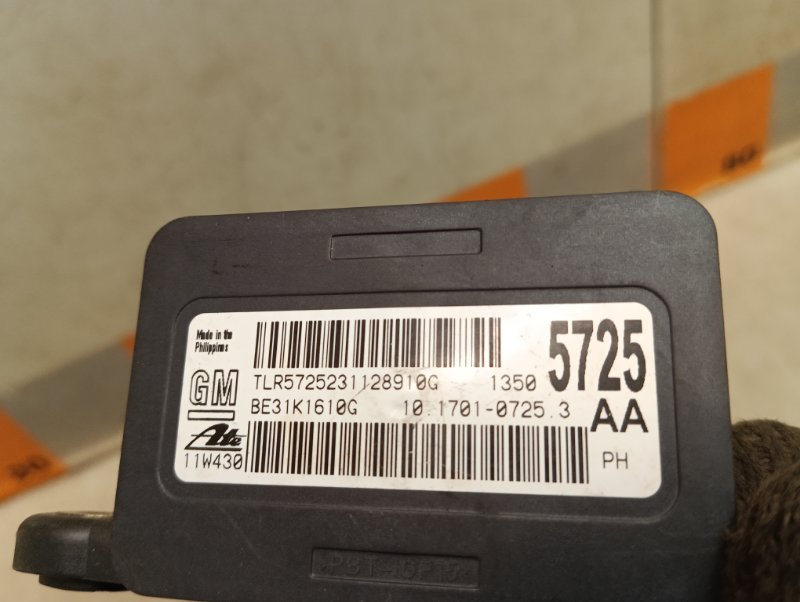 Made in the
Philippines
GM
TLR5725231128910G 1350
5725
BE31K1610G 10.1701-0725.3
AA
Ate
11W430
PH